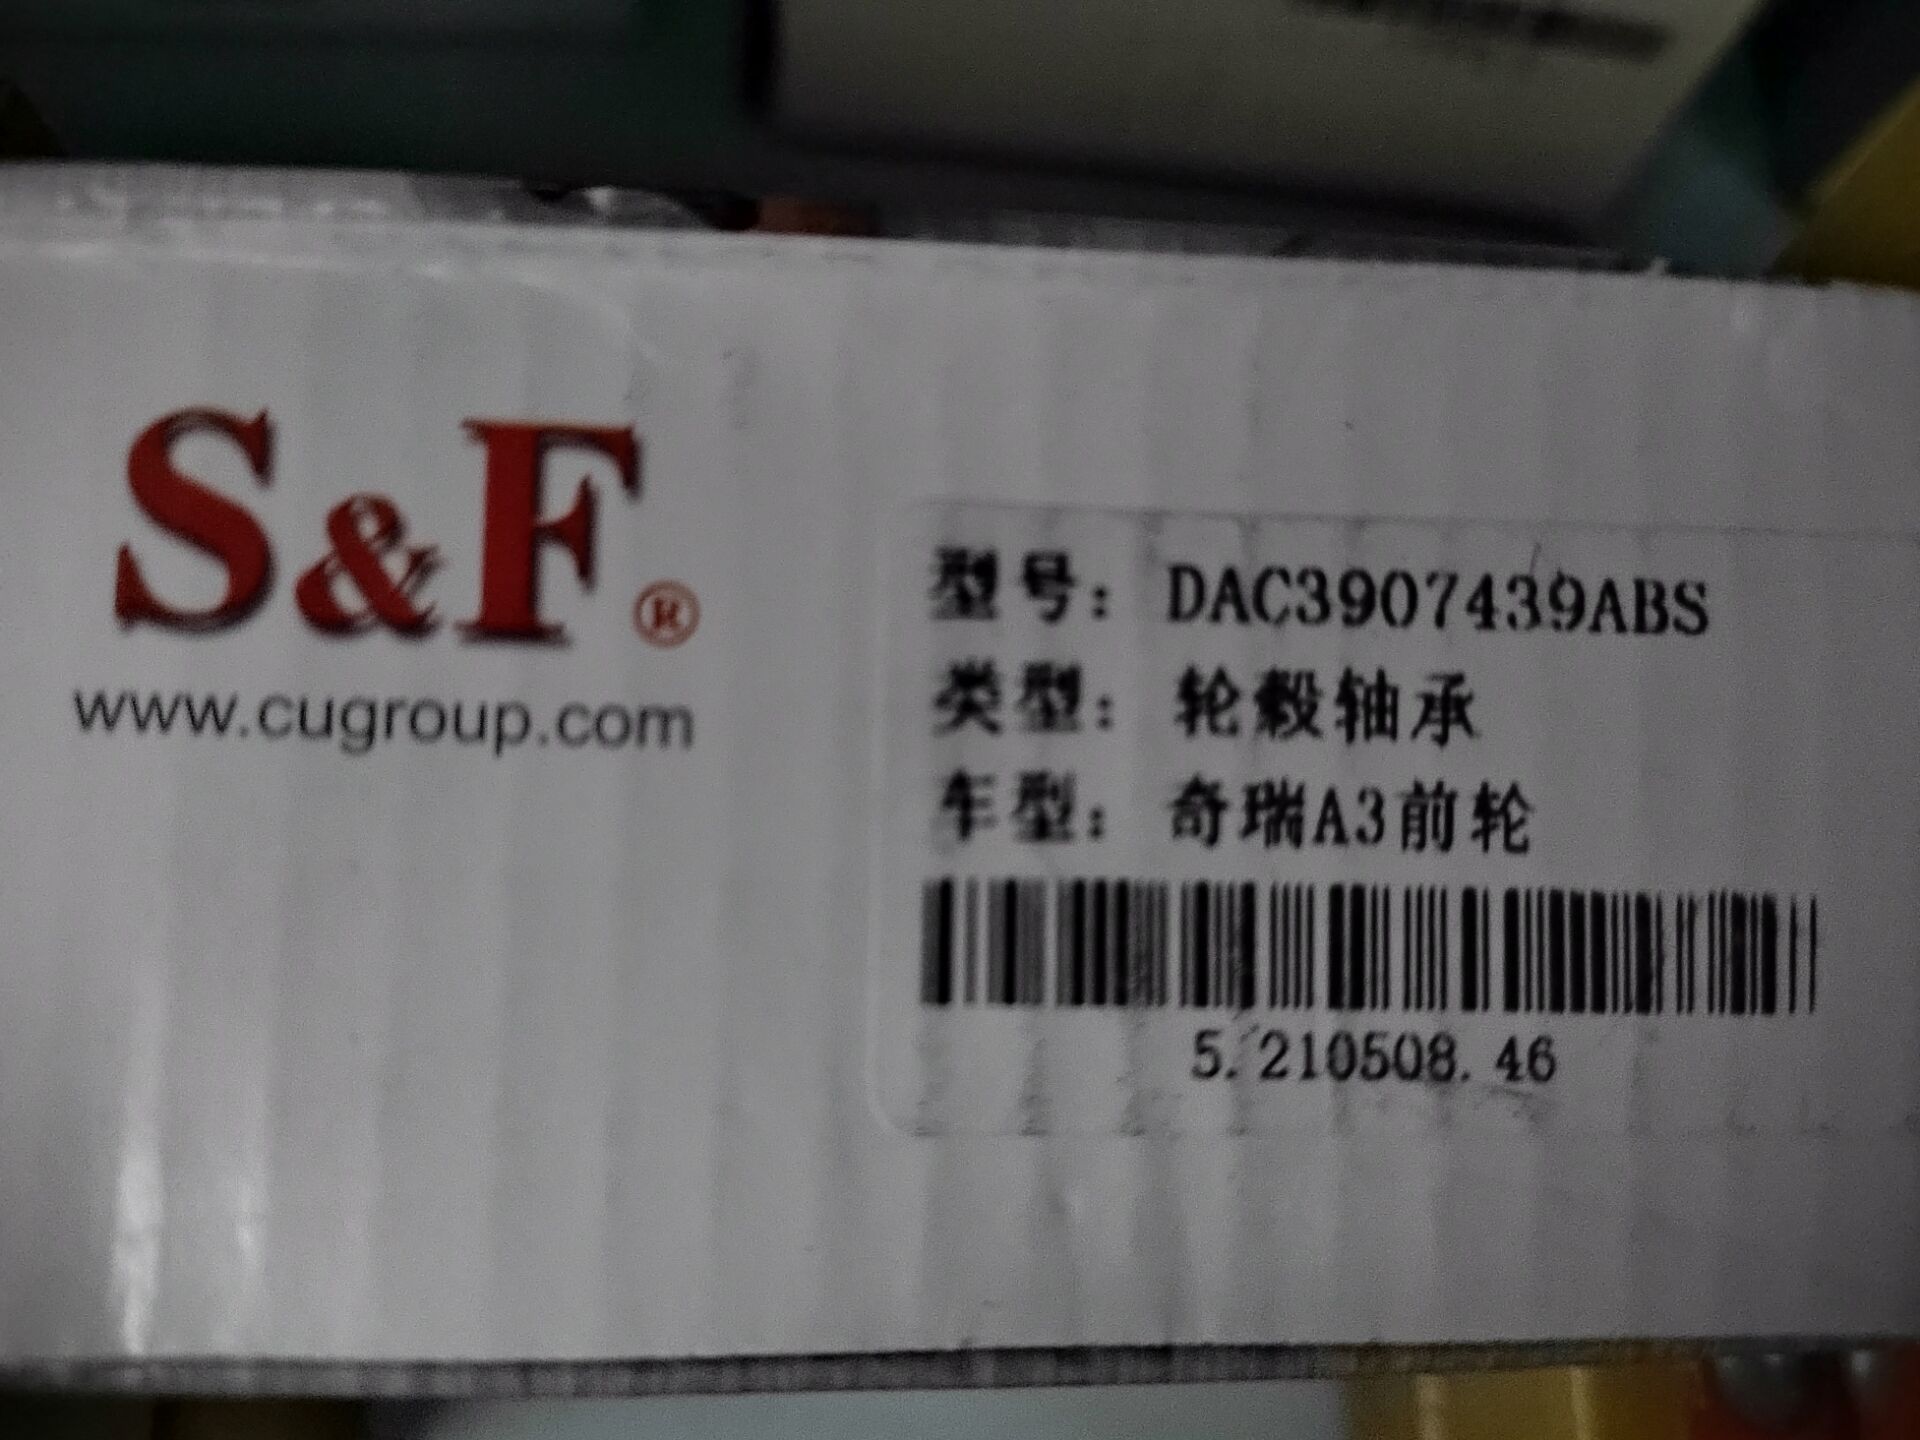 S&F®
www.cugroup.com
型号: DAC3907439ABS
类型: 轮毂轴承
车型: 奇瑞A3前轮
5.210508.46